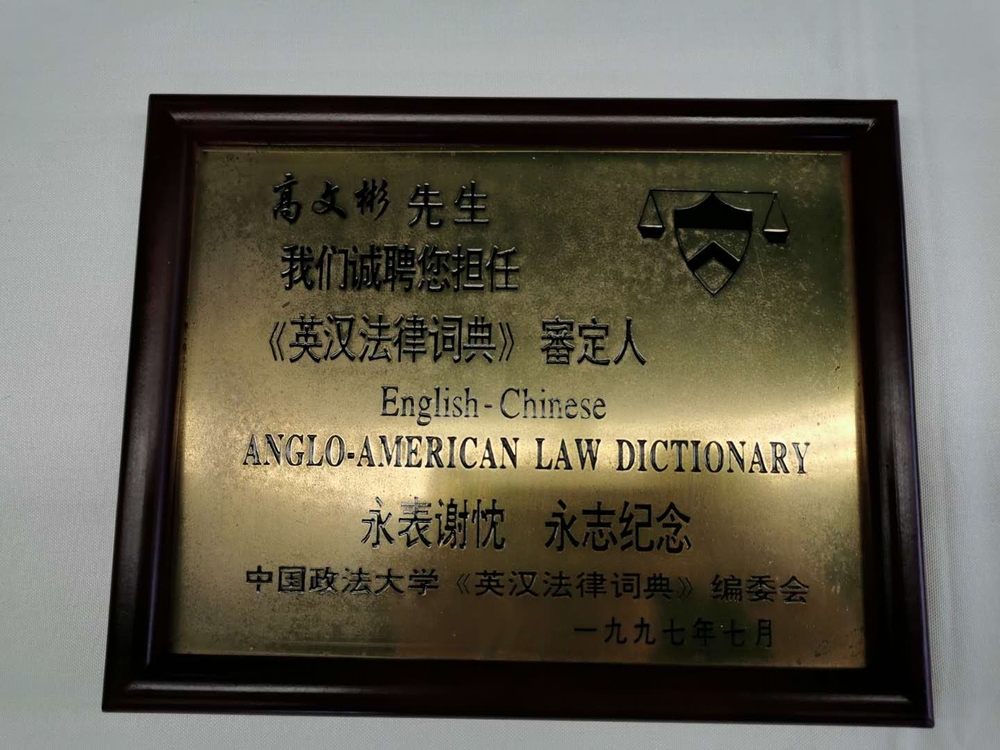 高文彬 先生
我们诚聘您担任
《英汉法律词典》 審定人
English-Chinese
ANGLO-AMERICAN LAW DICTIONARY
永表谢忱 永志纪念
中国政法大学《英汉法律词典》编委会
一九九七年七月